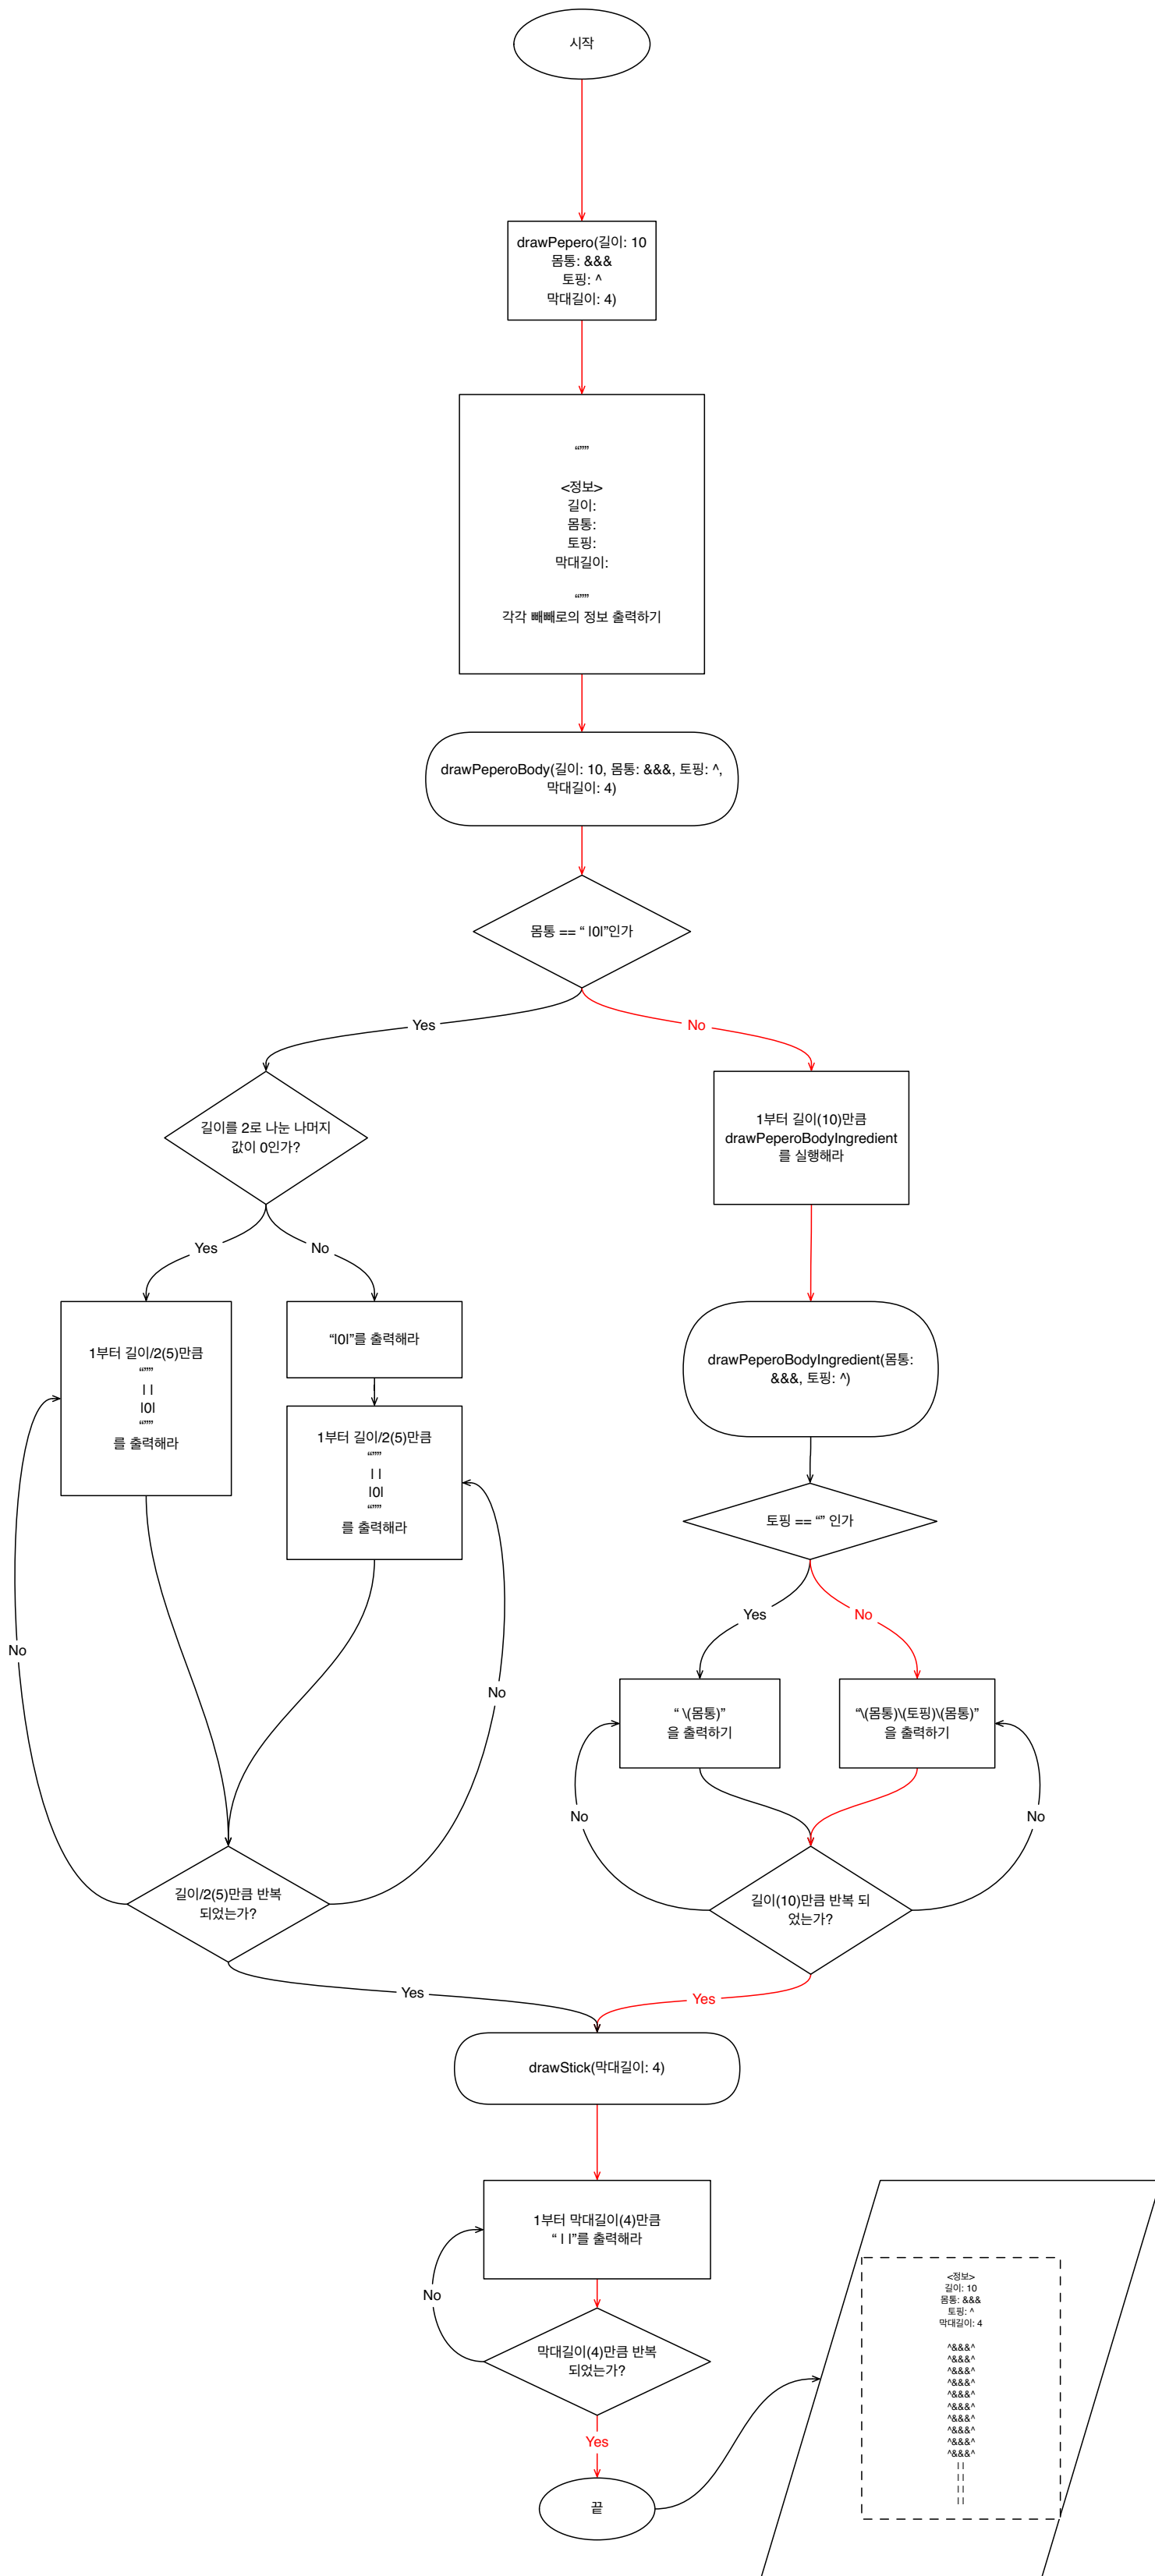 시작
drawPepero(길이: 10
몸통: &&&
토핑: ^
막대길이: 4)
“””
<정보>
길이:
몸통:
토핑:
막대길이:
“””
각각 빼빼로의 정보 출력하기
drawPeperoBody(길이: 10, 몸통: &&&, 토핑: ^,
막대길이: 4)
몸통 == “ |0|”인가
Yes
No
길이를 2로 나눈 나머지
값이 0인가?
1부터 길이(10)만큼
drawPeperoBodyIngredient
를 실행해라
Yes
No
1부터 길이/2(5)만큼
“””
| |
|0|
“””
를 출력해라
“|0|”를 출력해라
1부터 길이/2(5)만큼
“””
| |
|0|
“””
를 출력해라
drawPeperoBodyIngredient(몸통:
&&&, 토핑: ^)
토핑 == “” 인가
Yes
No
No
No
“ \(몸통)”
을 출력하기
“\(몸통)\(토핑)\(몸통)”
을 출력하기
No
No
길이/2(5)만큼 반복
되었는가?
길이(10)만큼 반복 되
었는가?
Yes
Yes
drawStick(막대길이: 4)
1부터 막대길이(4)만큼
“ | |”를 출력해라
No
막대길이(4)만큼 반복
되었는가?
Yes
끝
<정보>
길이: 10
몸통: &&&
토핑: ^
막대길이: 4
^&&&^
^&&&^
^&&&^
^&&&^
^&&&^
^&&&^
^&&&^
^&&&^
^&&&^
^&&&^
| |
| |
| |
| |